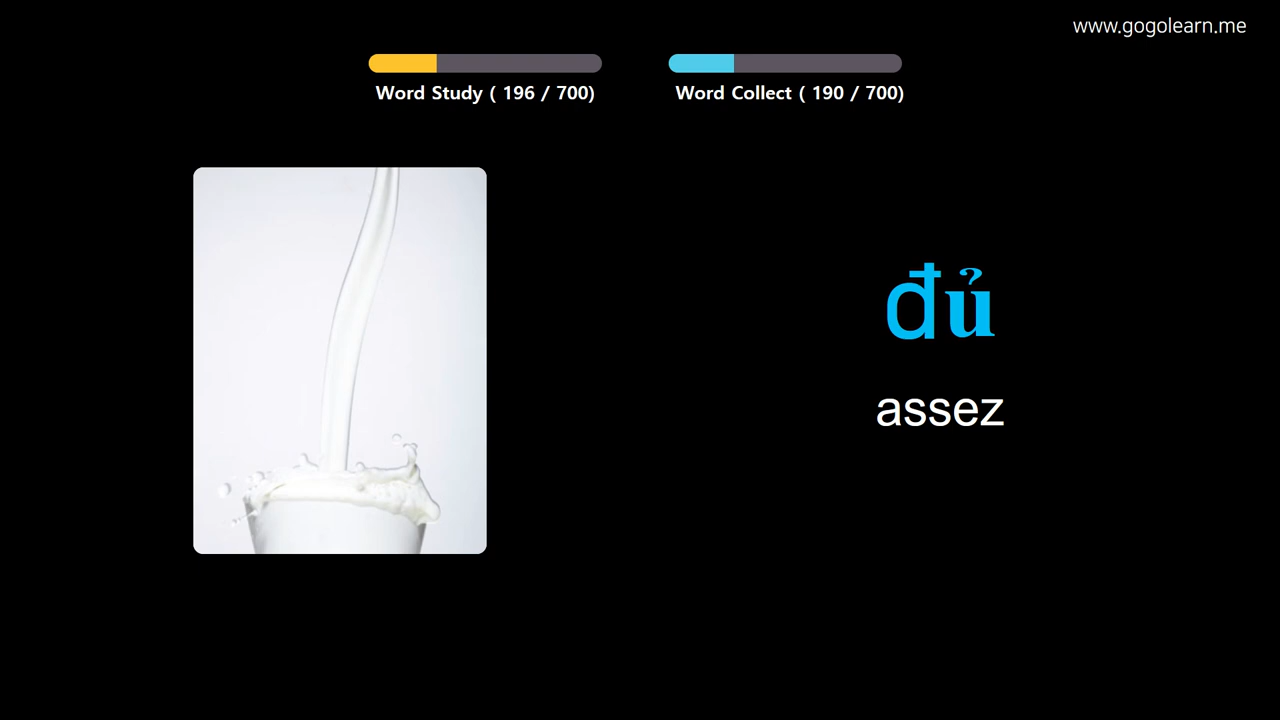 www.gogolearn.me
Word Study ( 196 / 700)
Word Collect ( 190 / 700)
đủ
assez